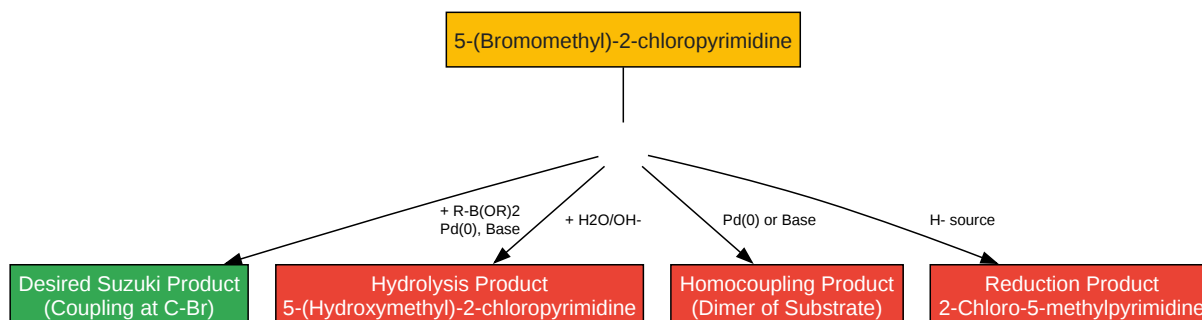 5-(Bromomethyl)-2-chloropyrimidine
+ R-B(OR)2
Pd(0), Base
+ H2O/OH-
Pd(0) or Base
H- source
Desired Suzuki Product
(Coupling at C-Br)
Hydrolysis Product
5-(Hydroxymethyl)-2-chloropyrimidine
Homocoupling Product
(Dimer of Substrate)
Reduction Product
2-Chloro-5-methylpyrimidine